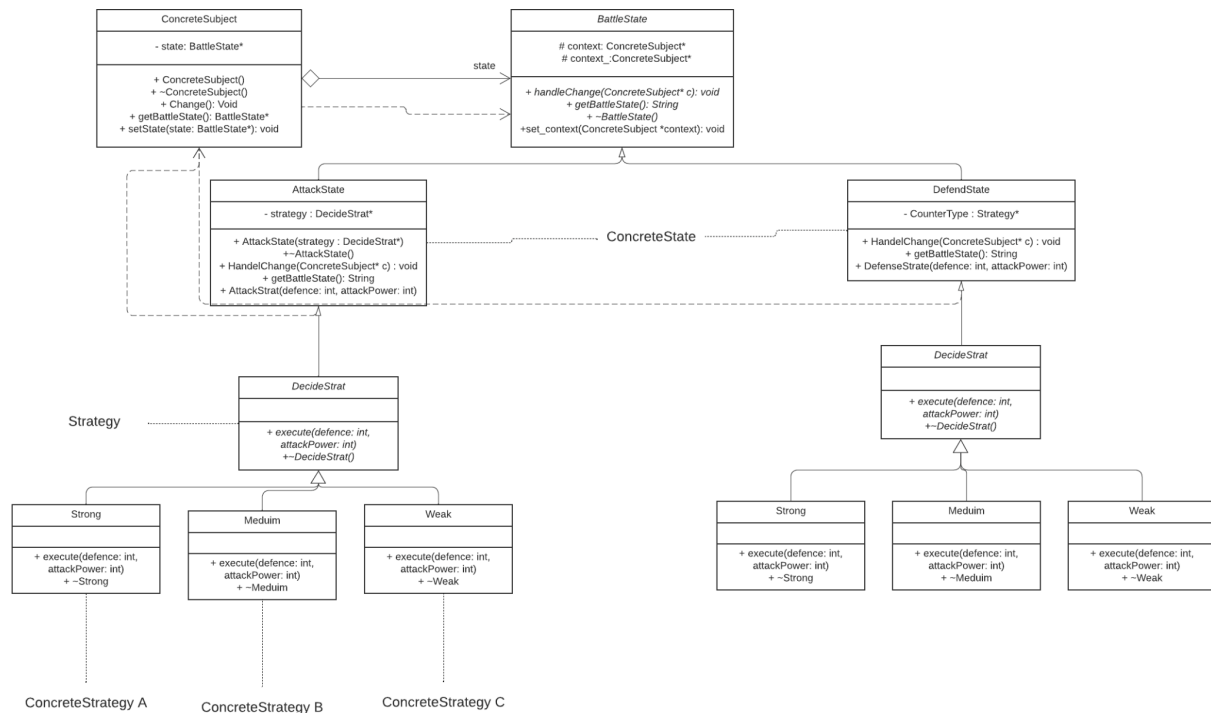 ConcreteSubject
- state: BattleState*
+ ConcreteSubject()
+ ~ConcreteSubject()
+ Change(): Void
+ getBattleState(): BattleState*
+ setState(state: BattleState*): void
state
BattleState
# context: ConcreteSubject*
# context_:ConcreteSubject*
+ handleChange(ConcreteSubject* c): void
+ getBattleState(): String
+ ~BattleState()
+set_context(ConcreteSubject *context): void
AttackState
- strategy : DecideStrat*
+ AttackState(strategy : DecideStrat*)
+~AttackState()
+ HandelChange(ConcreteSubject* c) : void
+ getBattleState(): String
+ AttackStrat(defence: int, attackPower: int)
ConcreteState
DefendState
- CounterType : Strategy*
+ HandelChange(ConcreteSubject* c) : void
+ getBattleState(): String
+ DefenseStrate(defence: int, attackPower: int)
Strategy
DecideStrat
+ execute(defence: int,
attackPower: int)
+~DecideStrat()
DecideStrat
+ execute(defence: int,
attackPower: int)
+~DecideStrat()
Strong
+ execute(defence: int,
attackPower: int)
+ ~Strong
Meduim
+ execute(defence: int,
attackPower: int)
+ ~Meduim
Weak
+ execute(defence: int,
attackPower: int)
+ ~Weak
Strong
+ execute(defence: int,
attackPower: int)
+ ~Strong
Meduim
+ execute(defence: int,
attackPower: int)
+ ~Meduim
Weak
+ execute(defence: int,
attackPower: int)
+ ~Weak
ConcreteStrategy A
ConcreteStrategy B
ConcreteStrategy C